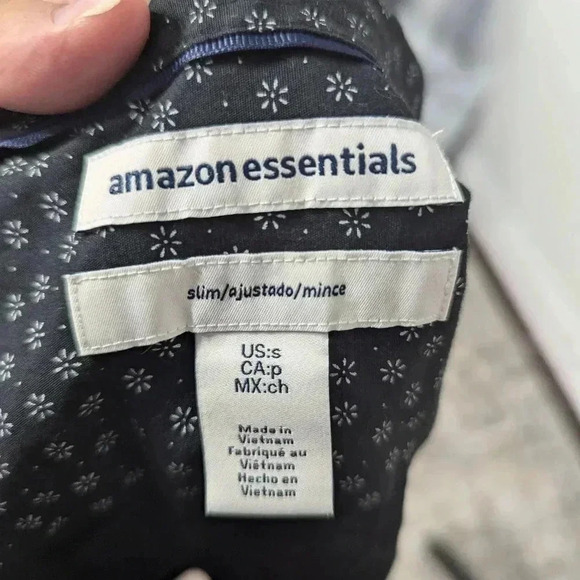 amazon essentials
slim/ajustado/mince
US:s
CA:p
MX:ch
Made in
Vietnam
Fabriqué au
Viêtnam
Hecho en
Vietnam